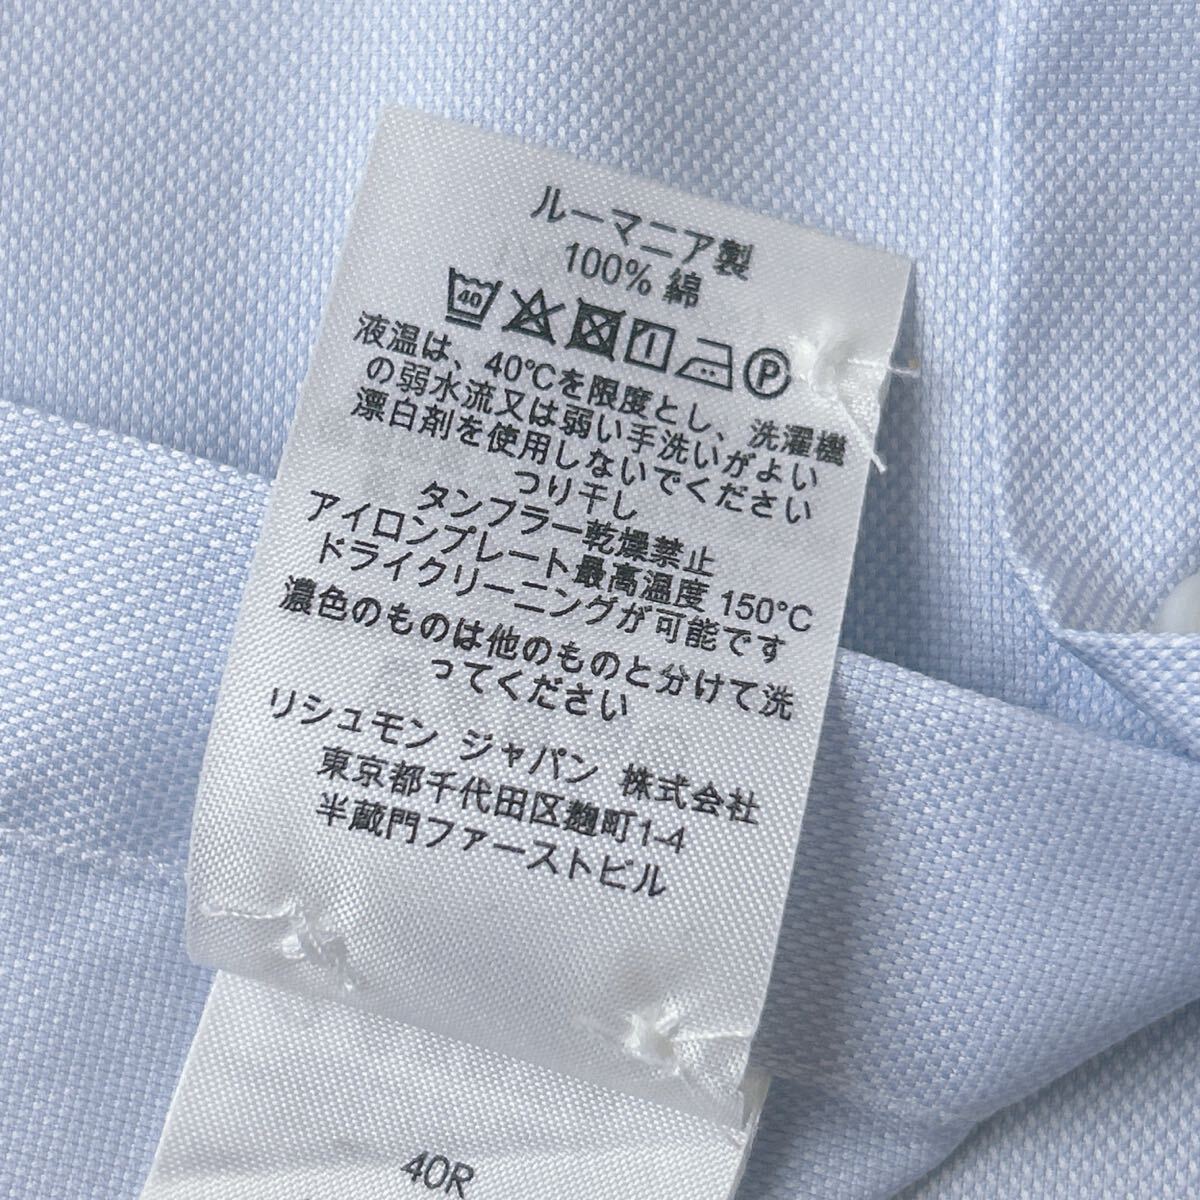 ルーマニア製
100% 綿
40
P
液温は、40℃を限度とし、洗濯機
の弱水流又は弱い手洗いがよい
漂白剤を使用しないでください
つり干し
タンブラー乾燥禁止
アイロンプレート最高温度 150°C
ドライクリーニングが可能です
濃色のものは他のものと分けて洗
ってください
リシュモン ジャパン 株式会社
東京都千代田区麹町1-4
半蔵門ファーストビル
40R